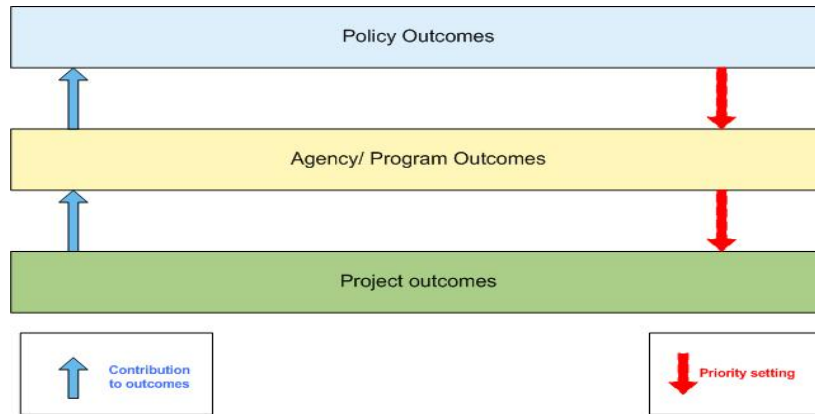 Policy Outcomes
Agency/ Program Outcomes
Project outcomes
Contribution
to outcomes
Priority setting